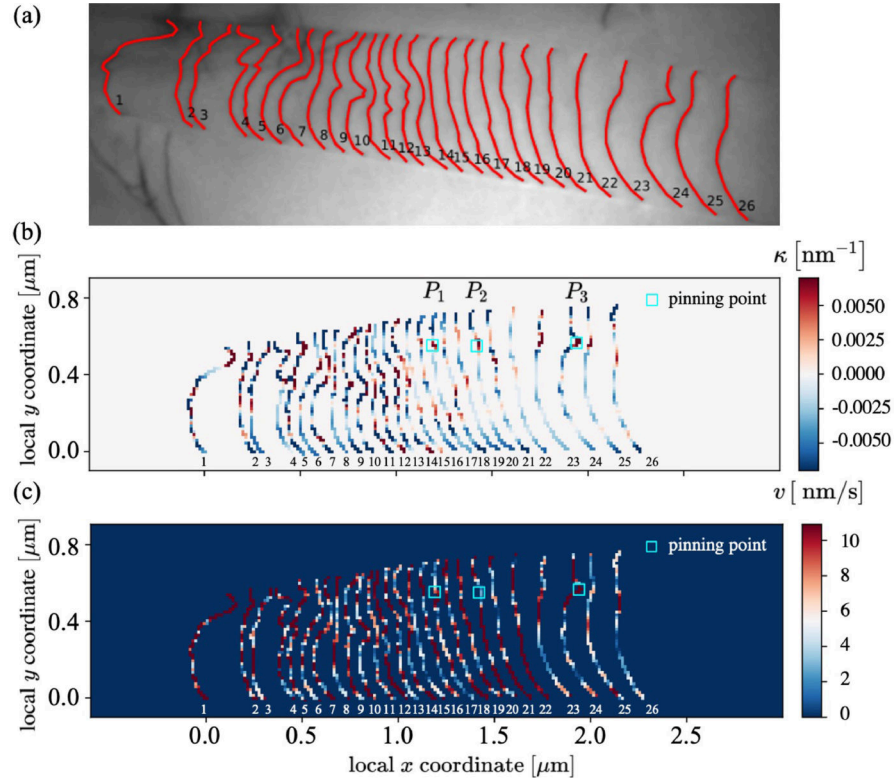 (a)
1 2 3 4 5 6 7 8 9 10 11 12 13 14 15 16 17 18 19 20 21 22 23 24 25 26
(b)
κ [nm⁻¹]
0.8
P₁ P₂ P₃
pinning point
0.0050
local y coordinate [μm]
0.4
0.0025
0.0000
-0.0025
0.0
-0.0050
1 2 3 4 5 6 7 8 9 10 11 12 13 14 15 16 17 18 19 20 21 22 23 24 25 26
(c)
v [ nm/s]
0.8
pinning point
10
8
local y coordinate [μm]
0.4
6
4
2
0.0
0
1 2 3 4 5 6 7 8 9 10 11 12 13 14 15 16 17 18 19 20 21 22 23 24 25 26
0.0 0.5 1.0 1.5 2.0 2.5
local x coordinate [μm]